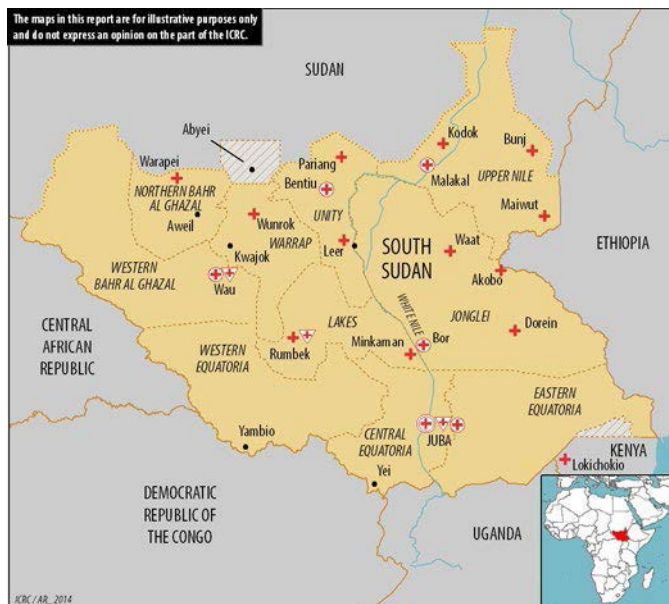 The maps in this report are for illustrative purposes only
and do not express an opinion on the part of the ICRC.
SUDAN
Abyei
Kodok
Bunj
Warapei
Pariang
Malakal
NORTHERN BAHR
AL GHAZAL
Bentiu
UPPER NILE
Maiwut
Aweil
Wunrok
UNITY
WARRAP
Kwajok
Leer
SOUTH
SUDAN
Waat
ETHIOPIA
WESTERN
BAHR AL GHAZAL
Wau
Akobo
WHITE NILE
JONGLEI
CENTRAL
AFRICAN
REPUBLIC
LAKES
Dorein
Rumbek
Minkaman
Bor
WESTERN
EQUATORIA
EASTERN
EQUATORIA
CENTRAL
EQUATORIA
JUBA
Yambio
KENYA
Lokichokio
Yei
DEMOCRATIC
REPUBLIC OF
THE CONGO
UGANDA
ICRC / AR_2014